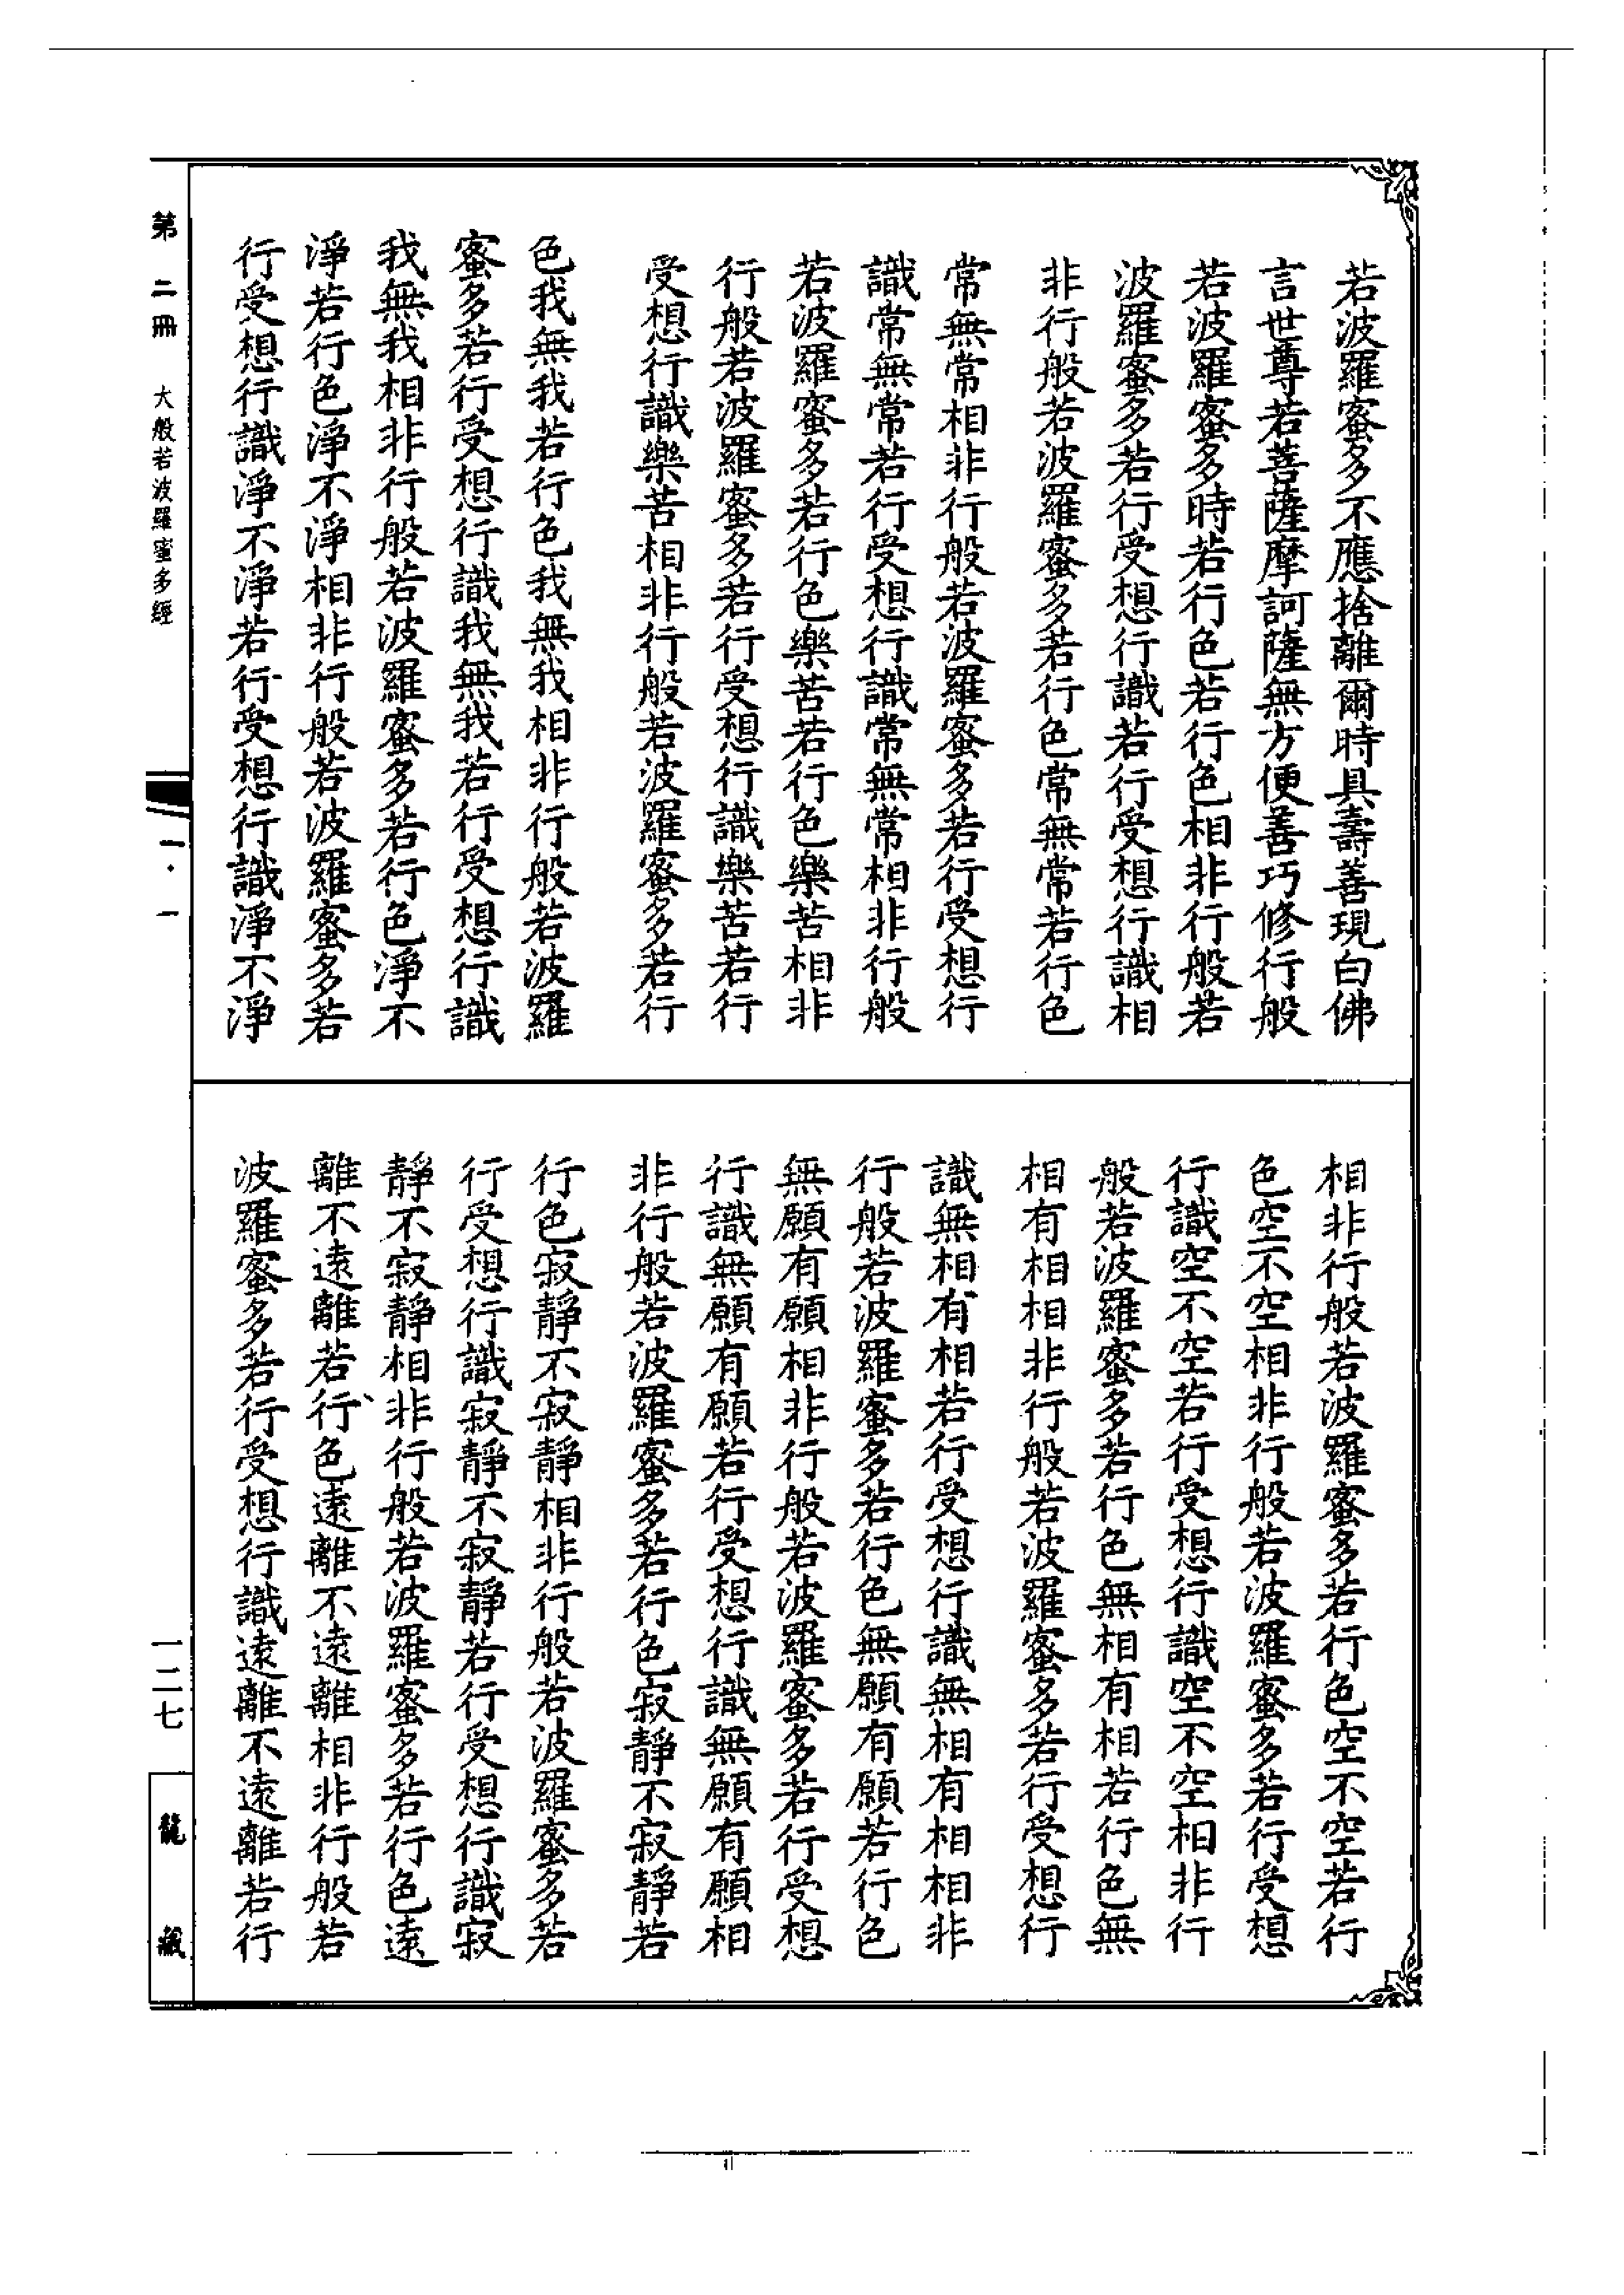 若波羅蜜多不應捨離爾時具壽善現白佛
言世尊若菩薩摩訶薩無方便善巧修行般
若波羅蜜多時若行色若行色相非行般若
波羅蜜多若行受想行識若行受想行識相
非行般若波羅蜜多若行色常無常若行色
常無常相非行般若波羅蜜多若行受想行
識常無常若行受想行識常無常相非行般
若波羅蜜多若行色樂苦若行色樂苦相非
行般若波羅蜜多若行受想行識樂苦若行
受想行識樂苦相非行般若波羅蜜多若行
色我無我若行色我無我相非行般若波羅
蜜多若行受想行識我無我若行受想行識
我無我相非行般若波羅蜜多若行色淨不
淨若行色淨不淨相非行般若波羅蜜多若
行受想行識淨不淨若行受想行識淨不淨
相非行般若波羅蜜多若行色空不空若行
色空不空相非行般若波羅蜜多若行受想
行識空不空若行受想行識空不空相非行
般若波羅蜜多若行色無相有相若行色無
相有相相非行般若波羅蜜多若行受想行
識無相有相若行受想行識無相有相相非
行般若波羅蜜多若行色無願有願若行色
無願有願相非行般若波羅蜜多若行受想
行識無願有願若行受想行識無願有願相
非行般若波羅蜜多若行色寂靜不寂靜若
行色寂靜不寂靜相非行般若波羅蜜多若
行受想行識寂靜不寂靜若行受想行識寂
靜不寂靜相非行般若波羅蜜多若行色遠
離不遠離若行色遠離不遠離相非行般若
波羅蜜多若行受想行識遠離不遠離若行
第二冊 大般若波羅蜜多經
一·一
一二七
龍藏